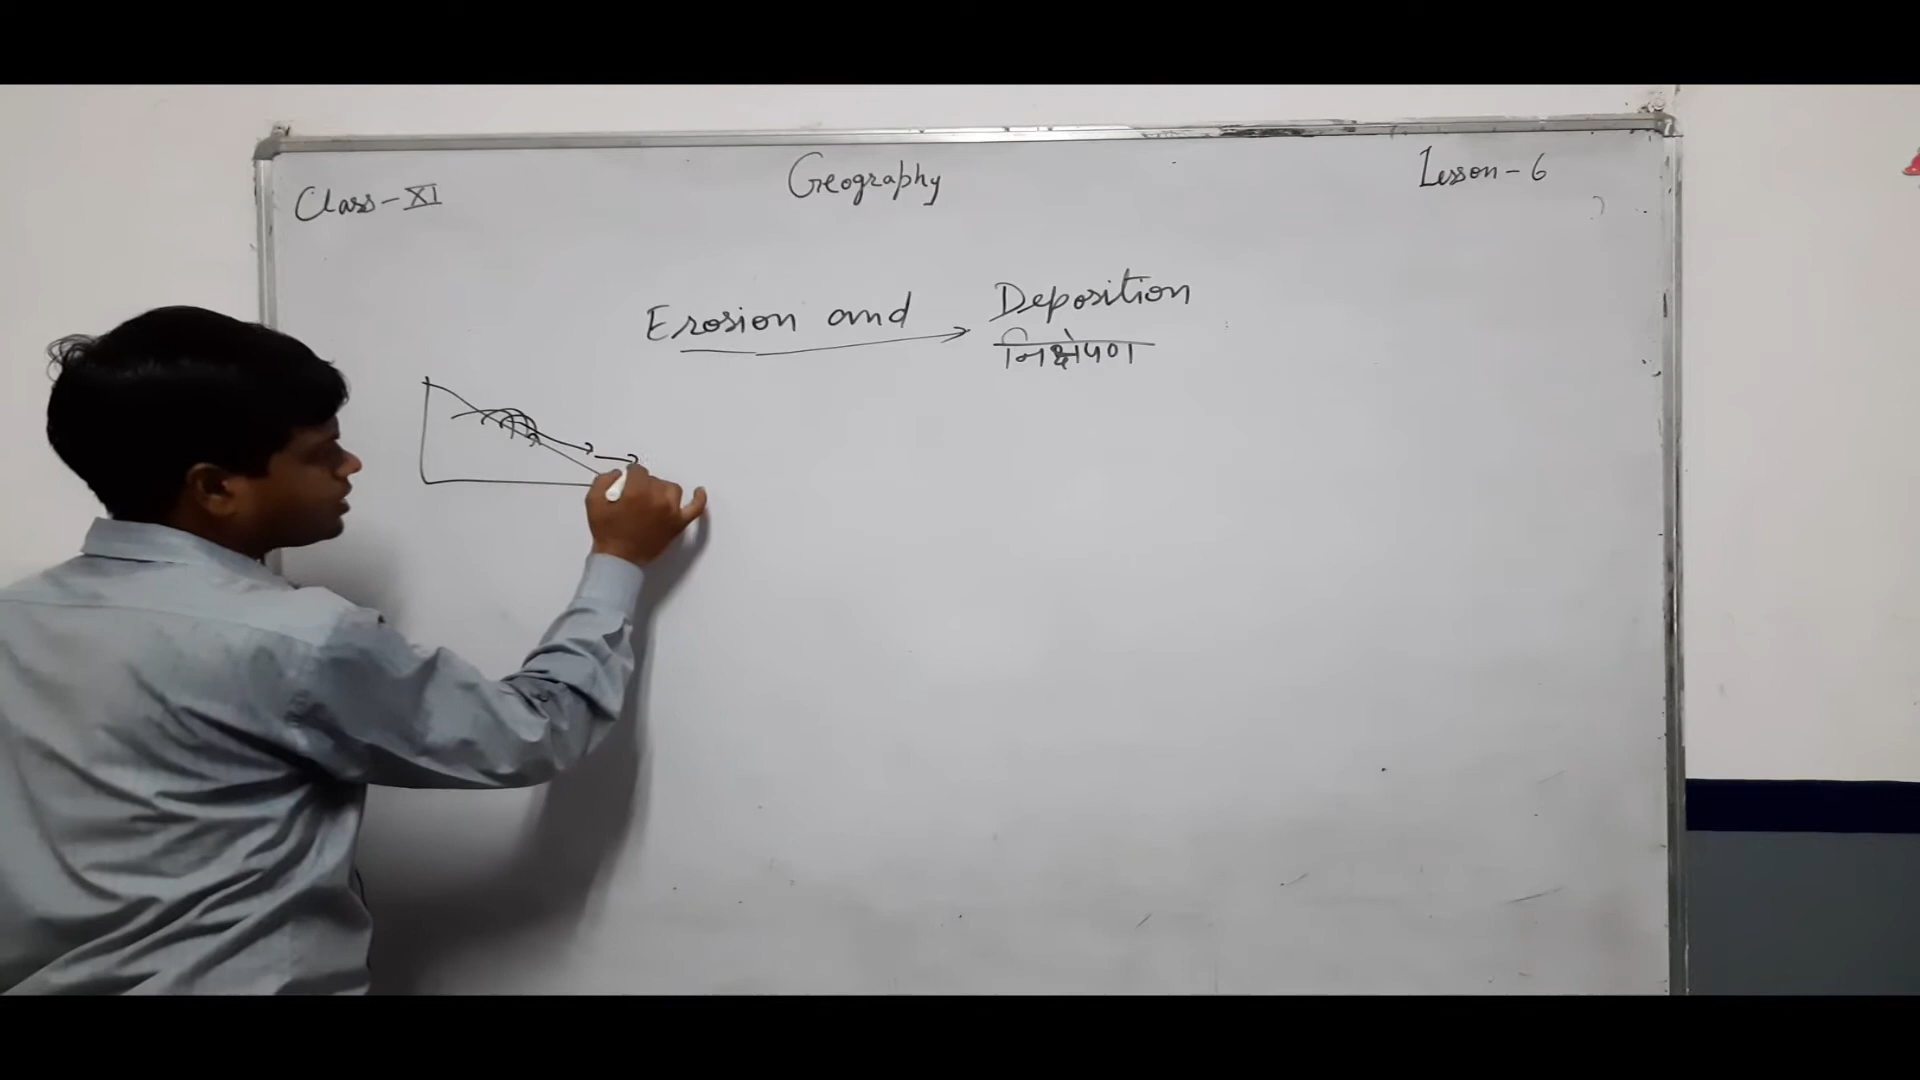 Class-XI
Geography
Lesson-6
Erosion and → Deposition
निक्षेपण